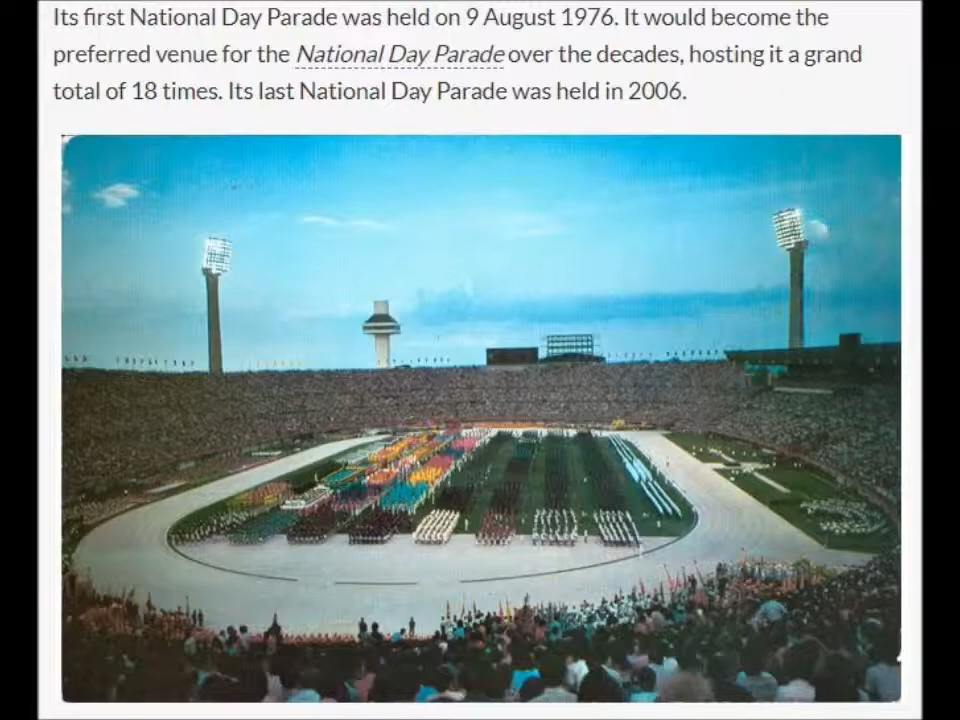 Its first National Day Parade was held on 9 August 1976. It would become the
preferred venue for the National Day Parade over the decades, hosting it a grand
total of 18 times. Its last National Day Parade was held in 2006.